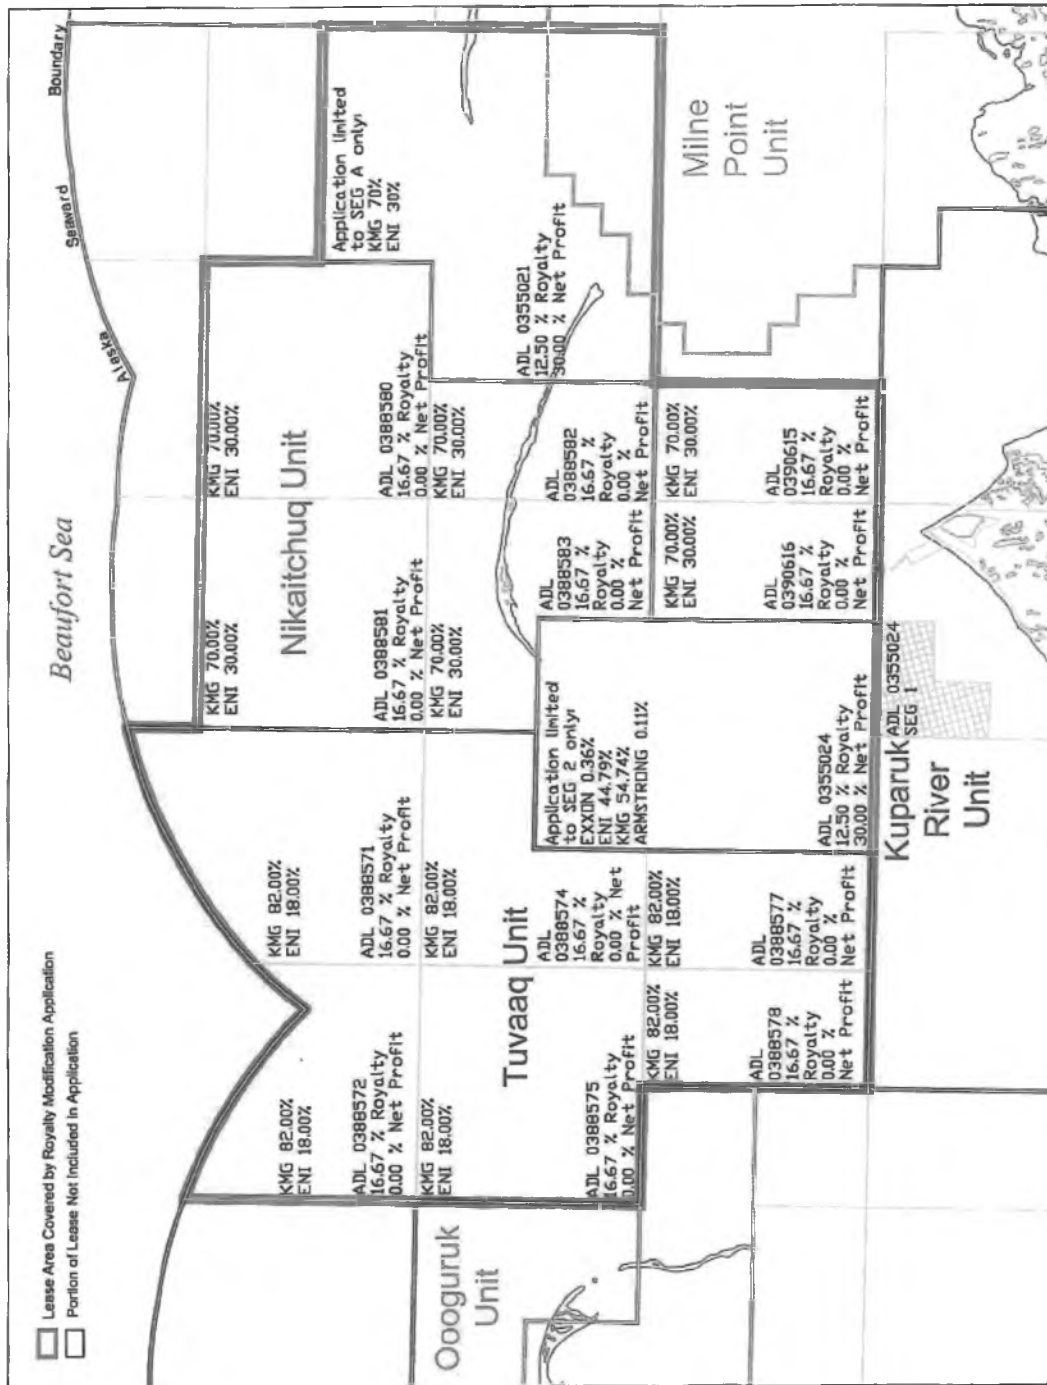 Lease Area Covered by Royalty Modification Application
Portion of Lease Not Included In Application
Beaufort Sea
Alaska
Seaward
Boundary
KMG 82.00%
ENI 18.00%
ADL 0388572
16.67 % Royalty
0.00 % Net Profit
KMG 82.00%
ENI 18.00%
ADL 0388571
16.67 % Royalty
0.00 % Net Profit
KMG 70.00%
ENI 30.00%
ADL 0388581
16.67 % Royalty
0.00 % Net Profit
Nikaitchuq Unit
KMG 70.00%
ENI 30.00%
ADL 0388580
16.67 % Royalty
0.00 % Net Profit
Application limited
to SEG A only:
KMG 70%
ENI 30%
ADL 0355021
12.50 % Royalty
30.00 % Net Profit
Oooguruk
Unit
KMG 82.00%
ENI 18.00%
ADL 0388575
16.67 % Royalty
0.00 % Net Profit
Tuvaaq Unit
KMG 82.00%
ENI 18.00%
ADL
0388574
16.67 %
Royalty
0.00 % Net
Profit
KMG 70.00%
ENI 30.00%
ADL
0388583
16.67 %
Royalty
0.00 %
Net Profit
KMG 70.00%
ENI 30.00%
ADL
0388582
16.67 %
Royalty
0.00 %
Net Profit
Application limited
to SEG 2 only:
EXXON 0.36%
ENI 44.79%
KMG 54.74%
ARMSTRONG 0.11%
ADL 0355024
12.50 % Royalty
30.00 % Net Profit
KMG 82.00%
ENI 18.00%
ADL
0388578
16.67 %
Royalty
0.00 %
Net Profit
KMG 82.00%
ENI 18.00%
ADL
0388577
16.67 %
Royalty
0.00 %
Net Profit
KMG 70.00%
ENI 30.00%
ADL
0390616
16.67 %
Royalty
0.00 %
Net Profit
KMG 70.00%
ENI 30.00%
ADL
0390615
16.67 %
Royalty
0.00 %
Net Profit
Milne
Point
Unit
Kuparuk
River
Unit
ADL 0355024
SEG 1